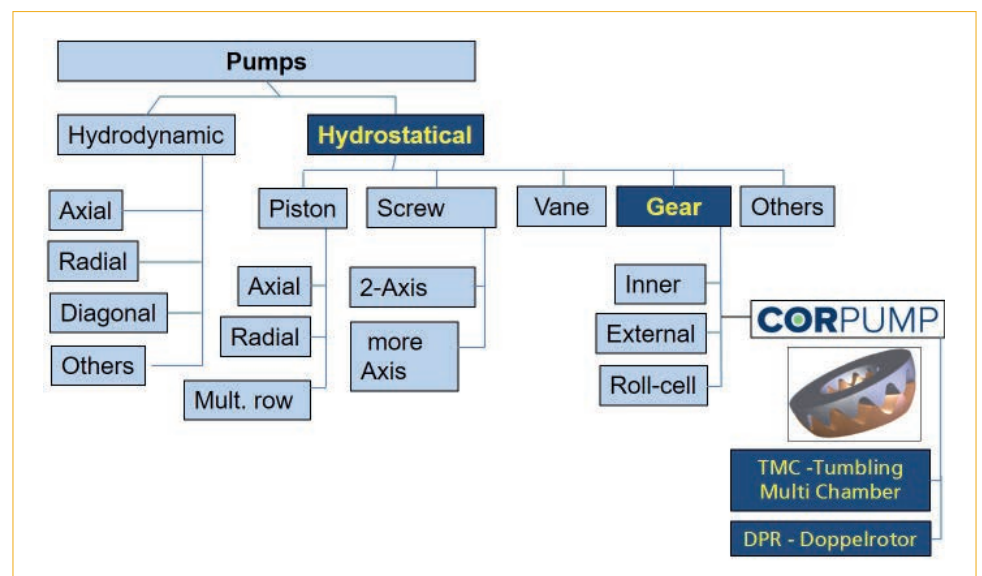 Pumps
Hydrodynamic
Hydrostatical
Axial
Radial
Diagonal
Others
Piston
Screw
Vane
Gear
Others
Axial
Radial
Mult. row
2-Axis
more
Axis
Inner
External
Roll-cell
CORPUMP
TMC -Tumbling
Multi Chamber
DPR - Doppelrotor